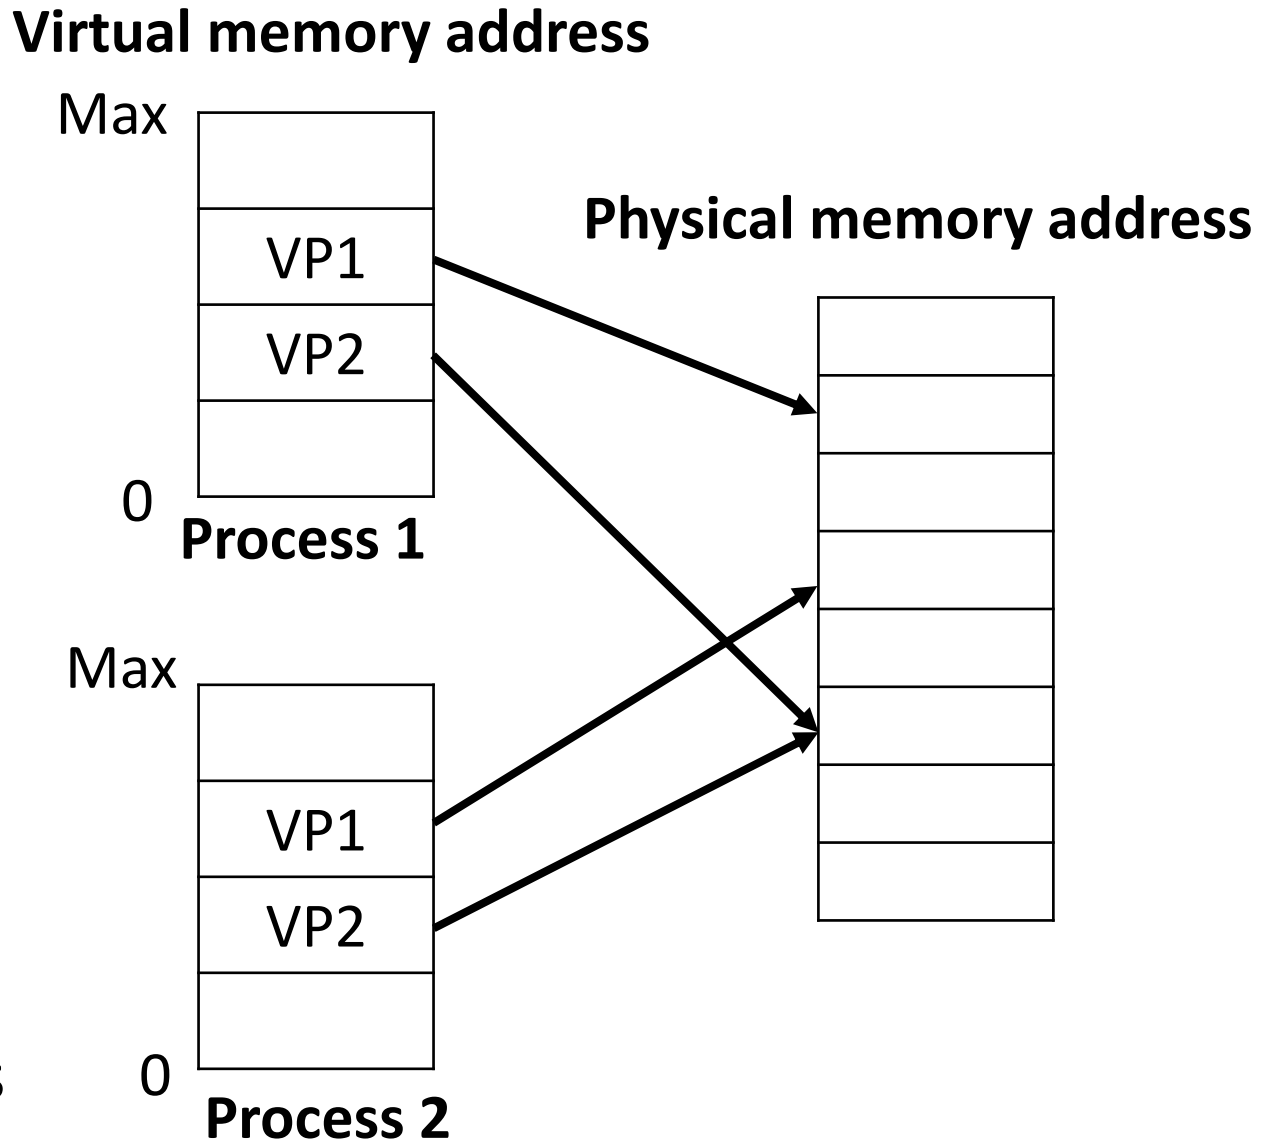 Virtual memory address
Max
VP1
VP2
0
Process 1
Physical memory address
Max
VP1
VP2
0
Process 2